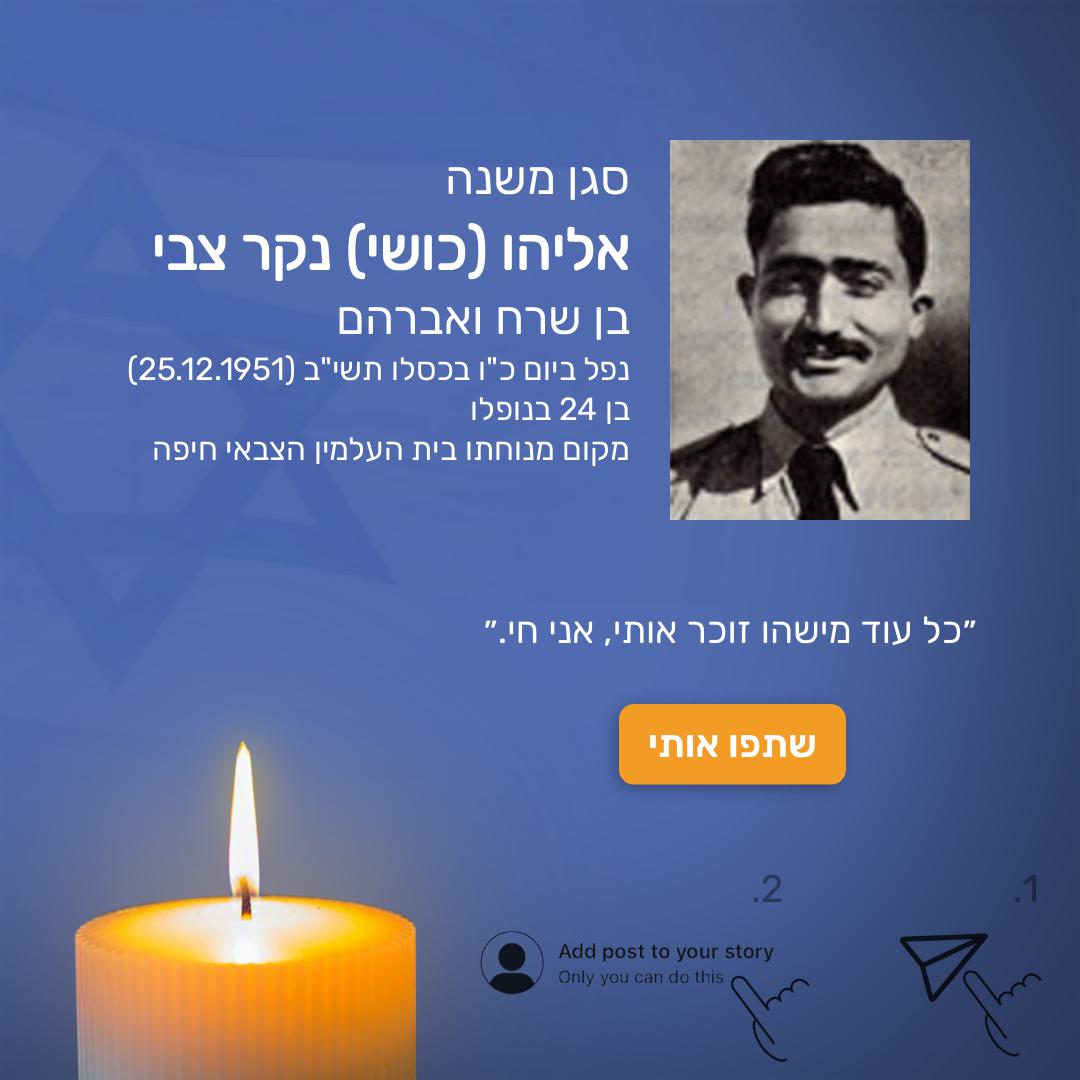 סגן משנה
אליהו (כושי) נקר צבי
בן שרח ואברהם
נפל ביום כ"ו בכסלו תשי"ב (25.12.1951)
בן 24 בנופלו
מקום מנוחתו בית העלמין הצבאי חיפה
״כל עוד מישהו זוכר אותי, אני חי.״
שתפו אותי
1.
2.
Add post to your story
Only you can do this